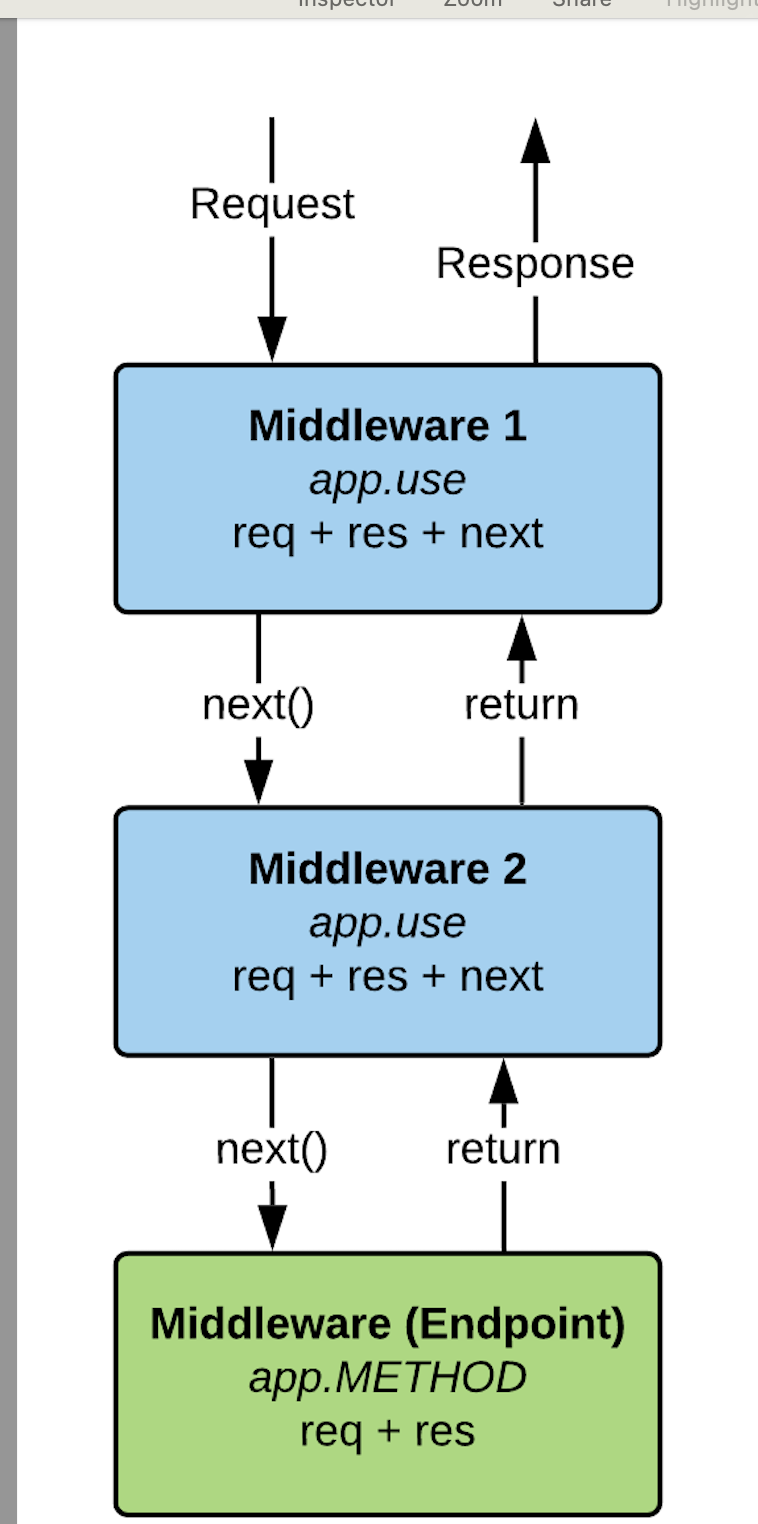 Inspector Zoom Share Highlight
Request
Response
Middleware 1
app.use
req + res + next
next()
return
Middleware 2
app.use
req + res + next
next()
return
Middleware (Endpoint)
app.METHOD
req + res